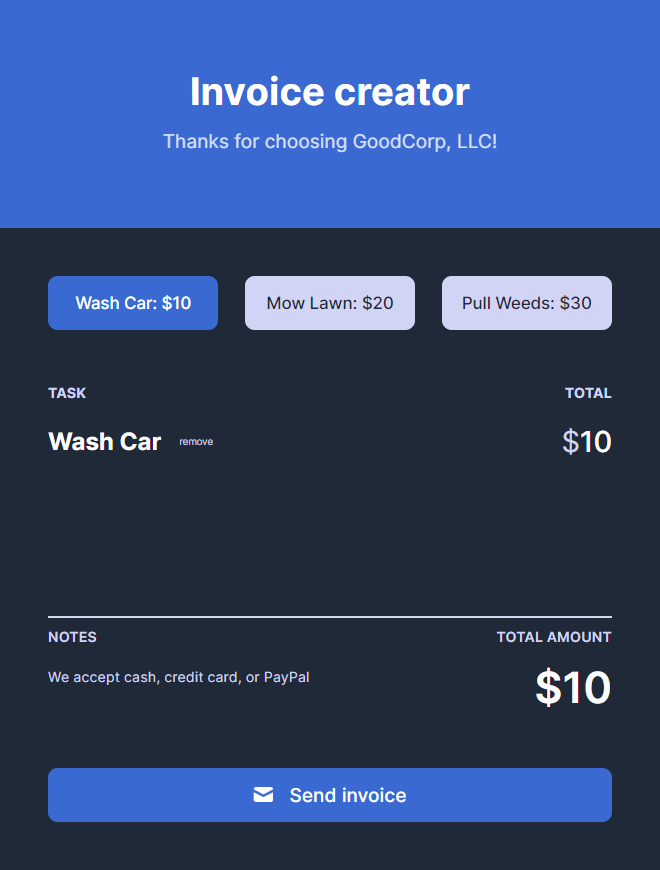 Invoice creator
Thanks for choosing GoodCorp, LLC!
Wash Car: $10
Mow Lawn: $20
Pull Weeds: $30
TASK
TOTAL
Wash Car
remove
$10
NOTES
TOTAL AMOUNT
We accept cash, credit card, or PayPal
$10
Send invoice